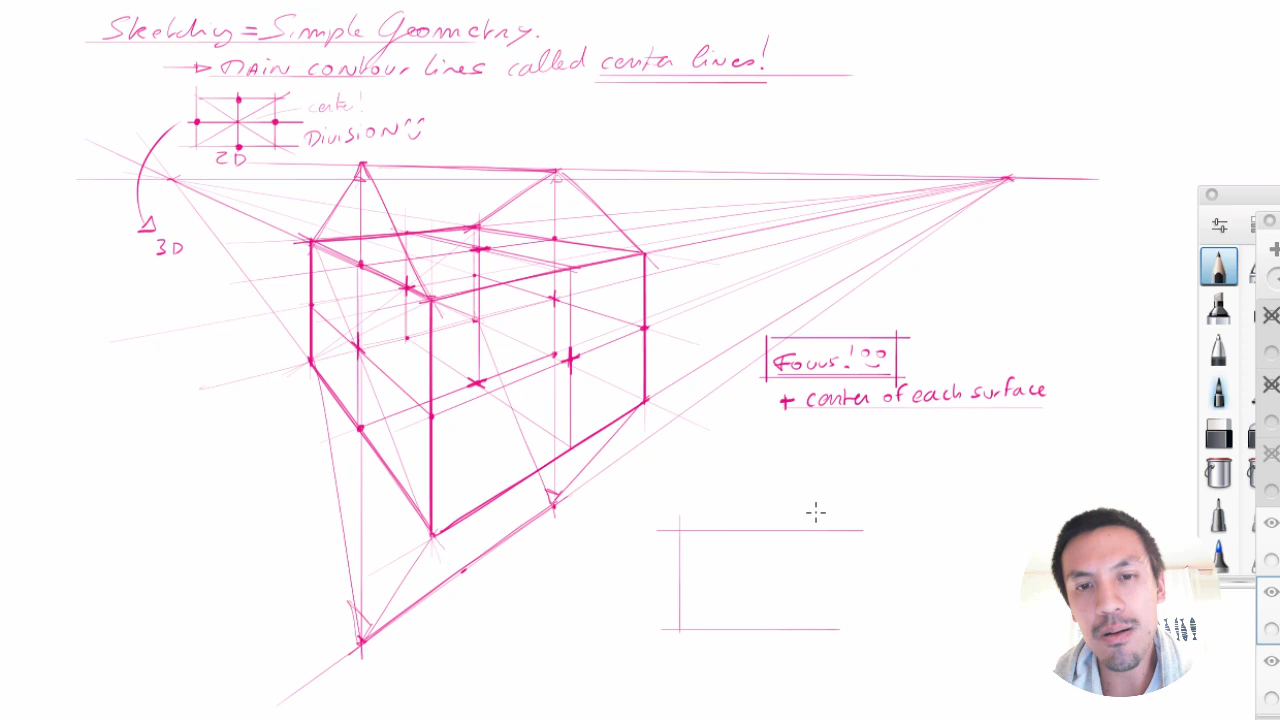 Sketching = Simple Geometry.
→ MAIN contour lines called center lines!
center!
Division
2D
3D
Focus!
+ center of each surface